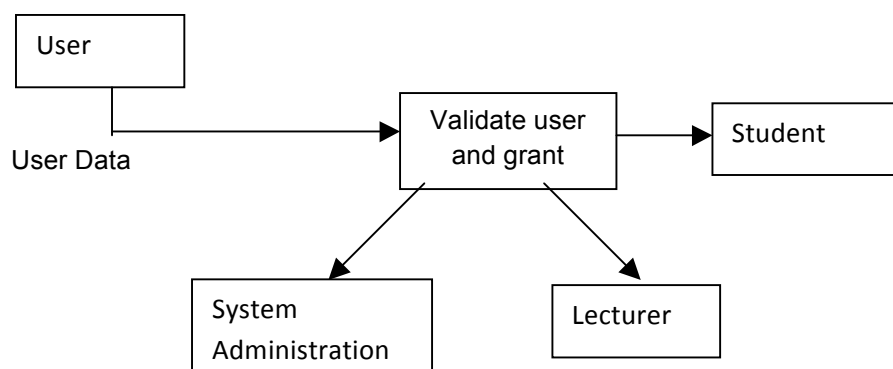 User
User Data
Validate user
and grant
Student
System
Administration
Lecturer